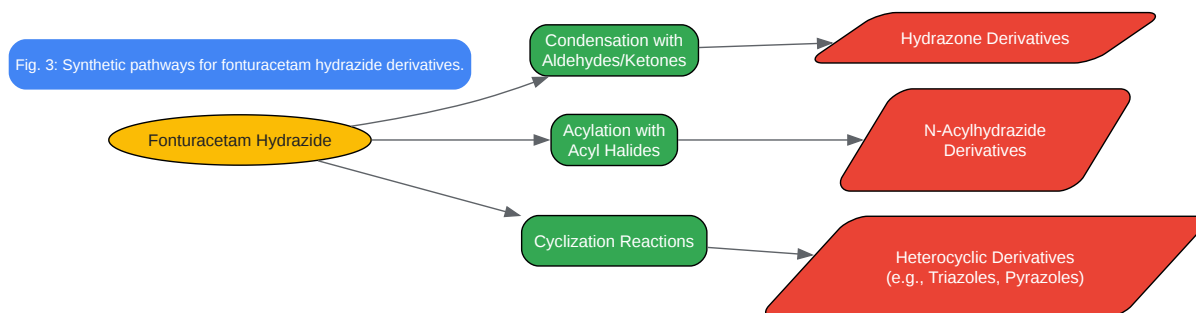 Fig. 3: Synthetic pathways for fonturacetam hydrazide derivatives.
Fonturacetam Hydrazide
Condensation with
Aldehydes/Ketones
Hydrazone Derivatives
Acylation with
Acyl Halides
N-Acylhydrazide
Derivatives
Cyclization Reactions
Heterocyclic Derivatives
(e.g., Triazoles, Pyrazoles)